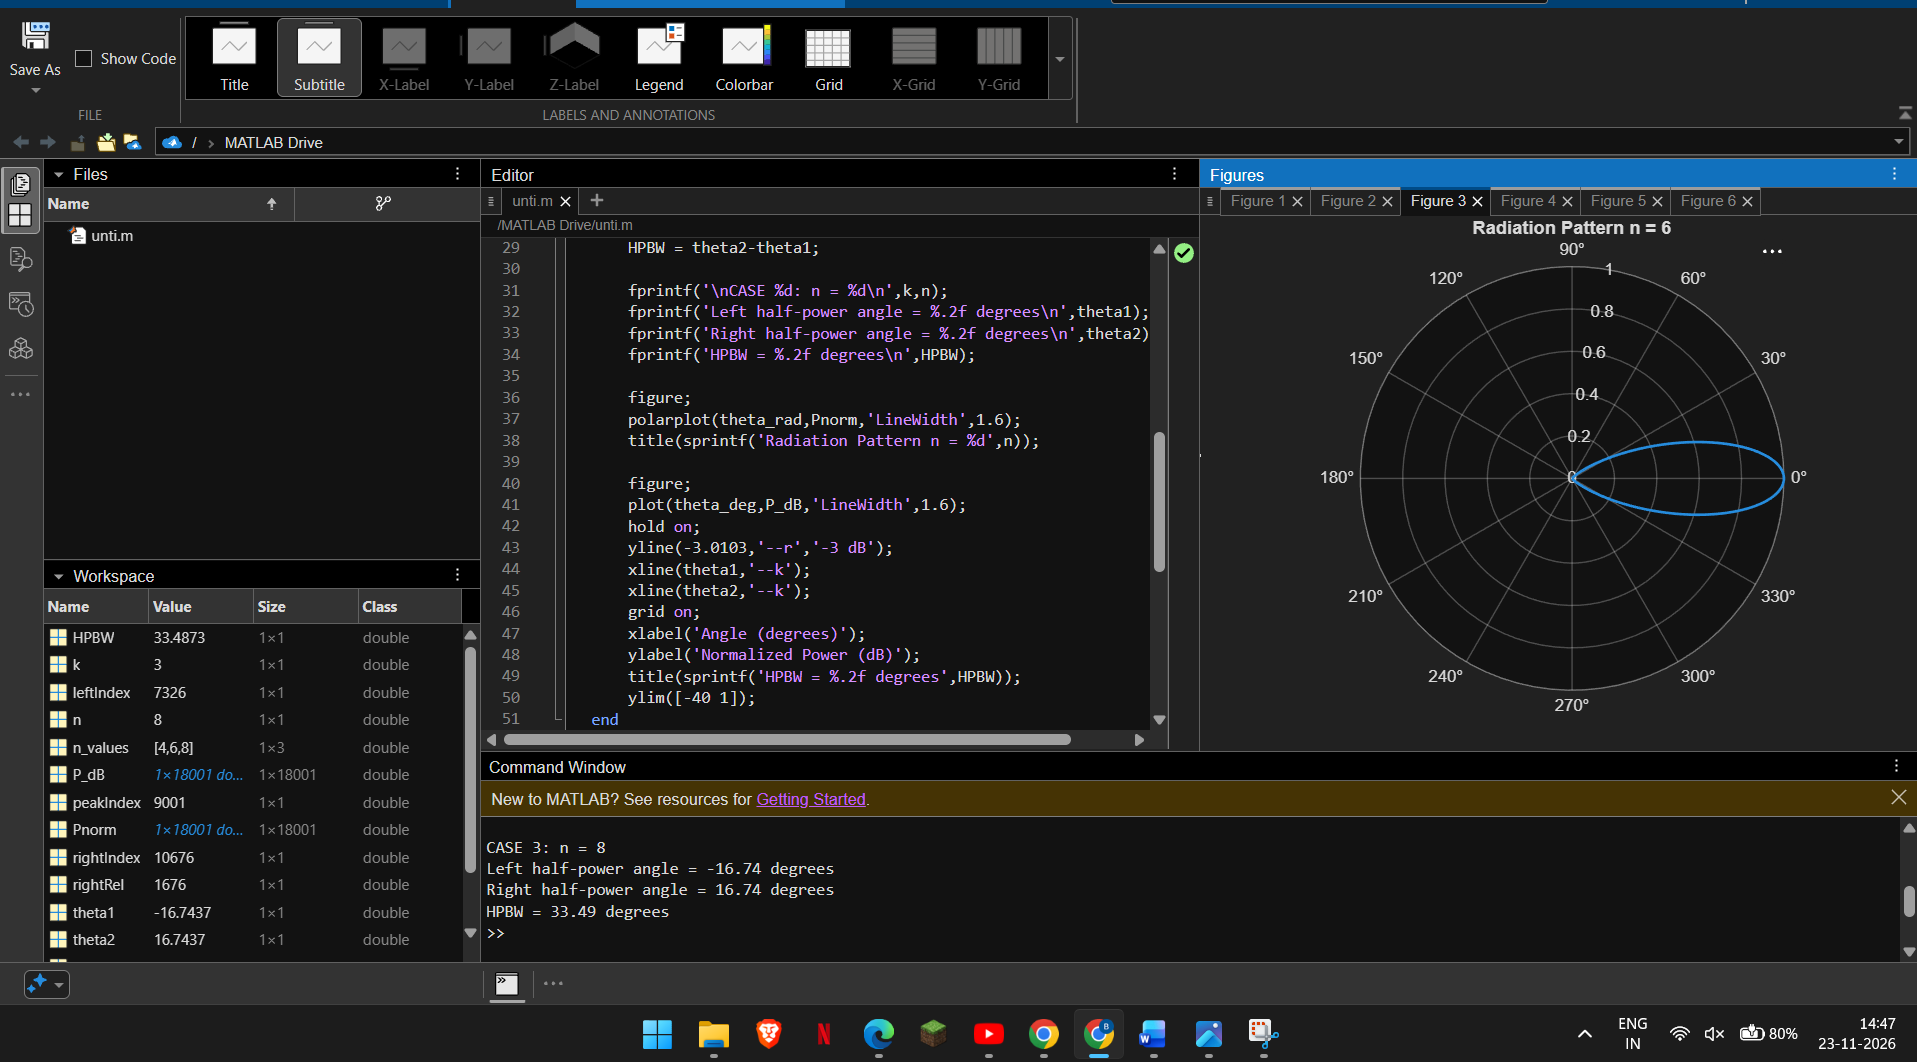 Save As
Show Code
FILE
Title
Subtitle
X-Label
Y-Label
Z-Label
Legend
Colorbar
Grid
X-Grid
Y-Grid
LABELS AND ANNOTATIONS
/ › MATLAB Drive
Files
Name
unti.m
Workspace
Name Value Size Class
HPBW 33.4873 1×1 double
k 3 1×1 double
leftIndex 7326 1×1 double
n 8 1×1 double
n_values [4,6,8] 1×3 double
P_dB 1×18001 do... 1×18001 double
peakIndex 9001 1×1 double
Pnorm 1×18001 do... 1×18001 double
rightIndex 10676 1×1 double
rightRel 1676 1×1 double
theta1 -16.7437 1×1 double
theta2 16.7437 1×1 double
Editor
unti.m
/MATLAB Drive/unti.m
29 HPBW = theta2-theta1;
30
31 fprintf('\nCASE %d: n = %d\n',k,n);
32 fprintf('Left half-power angle = %.2f degrees\n',theta1);
33 fprintf('Right half-power angle = %.2f degrees\n',theta2)
34 fprintf('HPBW = %.2f degrees\n',HPBW);
35
36 figure;
37 polarplot(theta_rad,Pnorm,'LineWidth',1.6);
38 title(sprintf('Radiation Pattern n = %d',n));
39
40 figure;
41 plot(theta_deg,P_dB,'LineWidth',1.6);
42 hold on;
43 yline(-3.0103,'--r','-3 dB');
44 xline(theta1,'--k');
45 xline(theta2,'--k');
46 grid on;
47 xlabel('Angle (degrees)');
48 ylabel('Normalized Power (dB)');
49 title(sprintf('HPBW = %.2f degrees',HPBW));
50 ylim([-40 1]);
51 end
Figures
Figure 1
Figure 2
Figure 3
Figure 4
Figure 5
Figure 6
Radiation Pattern n = 6
90°
120°
1
60°
0.8
150°
0.6
30°
0.4
0.2
180°
0
0°
210°
330°
240°
300°
270°
Command Window
New to MATLAB? See resources for Getting Started.
CASE 3: n = 8
Left half-power angle = -16.74 degrees
Right half-power angle = 16.74 degrees
HPBW = 33.49 degrees
>>
ENG
IN
80%
14:47
23-11-2026